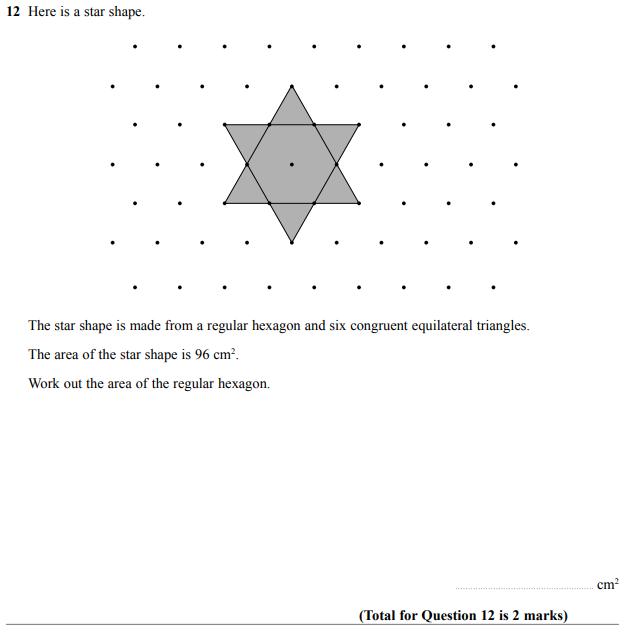 12 Here is a star shape.
The star shape is made from a regular hexagon and six congruent equilateral triangles.
The area of the star shape is 96 cm².
Work out the area of the regular hexagon.
cm²
(Total for Question 12 is 2 marks)